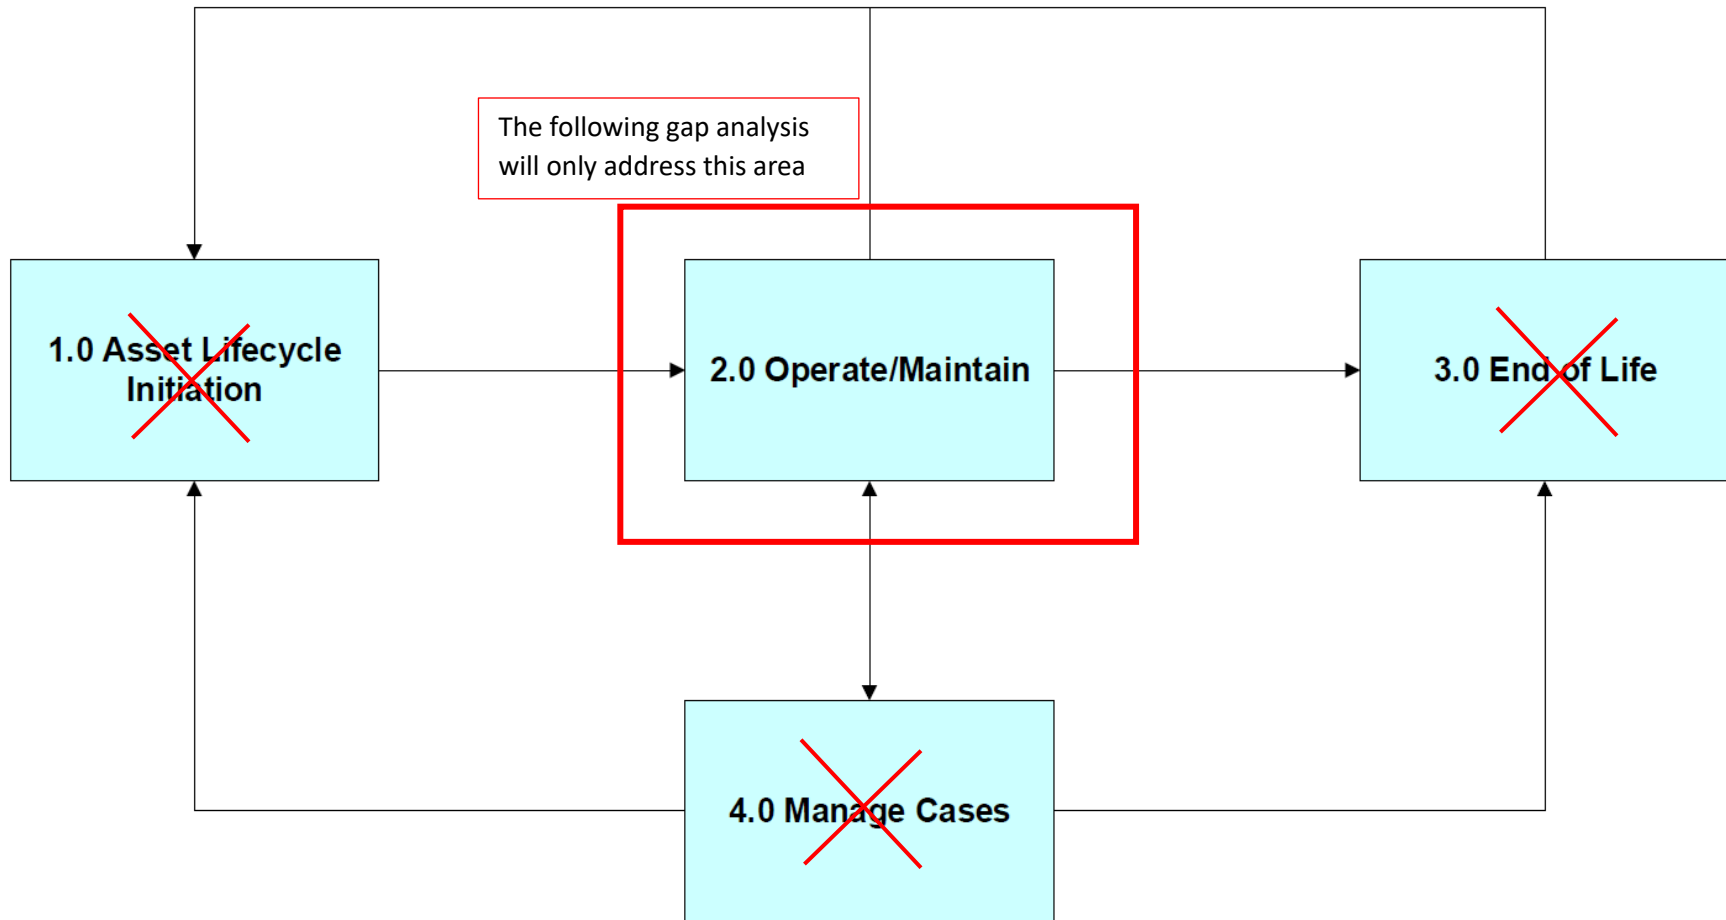 The following gap analysis
will only address this area
1.0 Asset Lifecycle
Initiation
2.0 Operate/Maintain
3.0 End of Life
4.0 Manage Cases